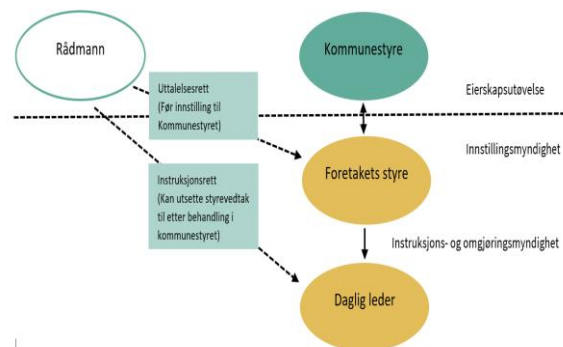 Rådmann
Kommunestyre
Uttalelsesrett
(Før innstilling til
Kommunestyret)
Eierskapsutøvelse
Innstillingsmyndighet
Foretakets styre
Instruksjonsrett
(Kan utsette styrevedtak
til etter behandling i
kommunestyret)
Instruksjons- og omgjøringmyndighet
Daglig leder